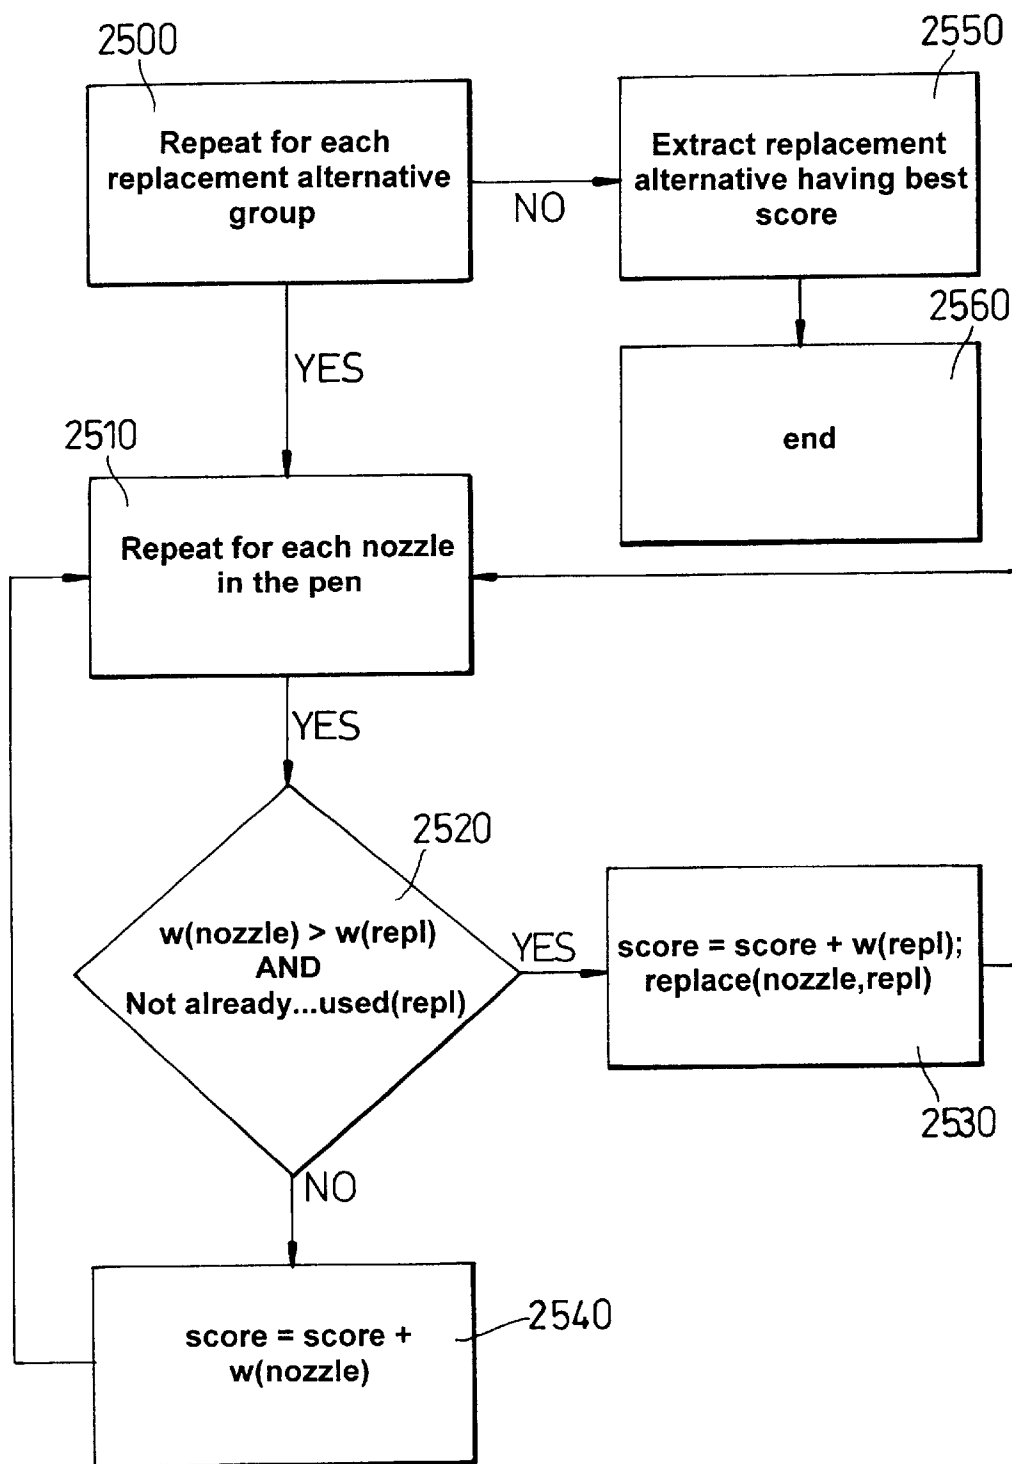 2500
Repeat for each
replacement alternative
group
NO
2550
Extract replacement
alternative having best
score
2560
end
YES
2510
Repeat for each nozzle
in the pen
YES
2520
w(nozzle) > w(repl)
AND
Not already...used(repl)
YES
score = score + w(repl);
replace(nozzle,repl)
2530
NO
score = score +
w(nozzle)
2540